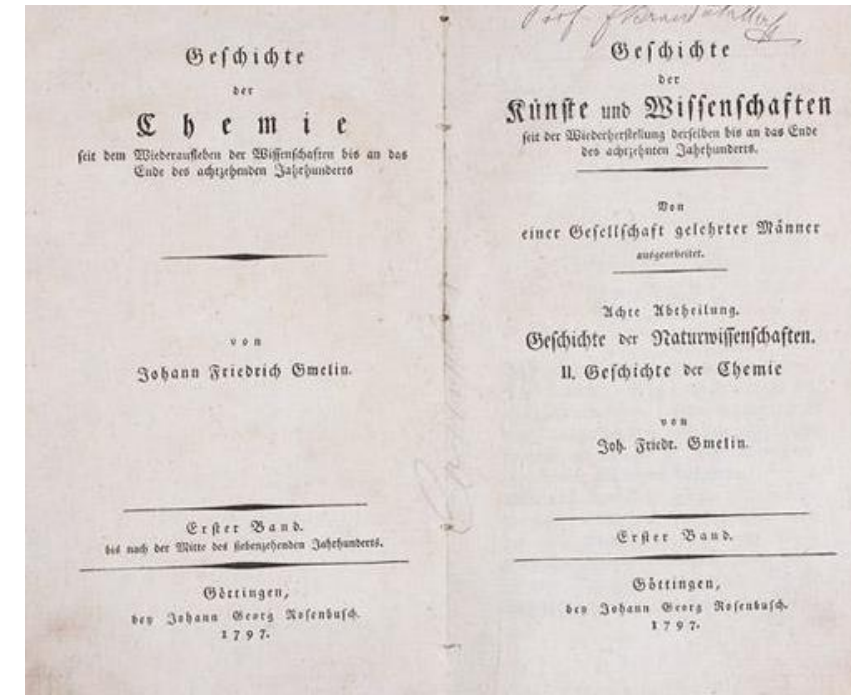 Geſchichte
der
Chemie
ſeit dem Wiederaufleben der Wiſſenſchaften bis an das
Ende des achtzehenden Jahrhunderts
von
Johann Friedrich Gmelin.
Erſter Band.
bis nach der Mitte des ſiebenzehenden Jahrhunderts.
Göttingen,
bey Johann Georg Roſenbuſch.
1797.
Prof.
Geſchichte
der
Künſte und Wiſſenſchaften
ſeit der Wiederherſtellung derſelben bis an das Ende
des achtzehnten Jahrhunderts.
Von
einer Geſellſchaft gelehrter Männer
ausgearbeitet.
Achte Abtheilung.
Geſchichte der Naturwiſſenſchaften.
II. Geſchichte der Chemie
von
Joh. Friedr. Gmelin.
Erſter Band.
Göttingen,
bey Johann Georg Roſenbuſch.
1797.